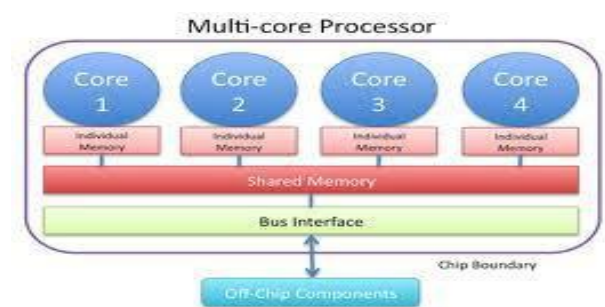 Multi-core Processor
Core 1
Core 2
Core 3
Core 4
Individual Memory
Individual Memory
Individual Memory
Individual Memory
Shared Memory
Bus Interface
Chip Boundary
Off-Chip Components